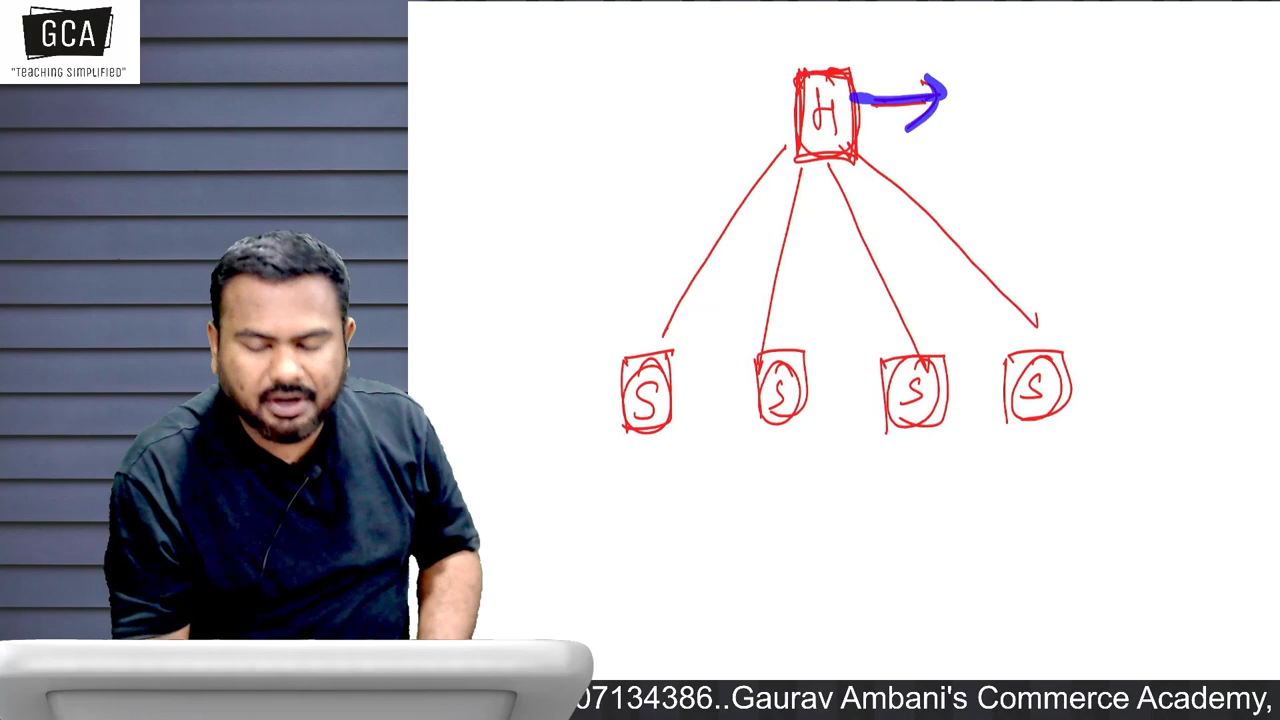 GCA
"TEACHING SIMPLIFIED"
H
S S S S
07134386..Gaurav Ambani's Commerce Academy,